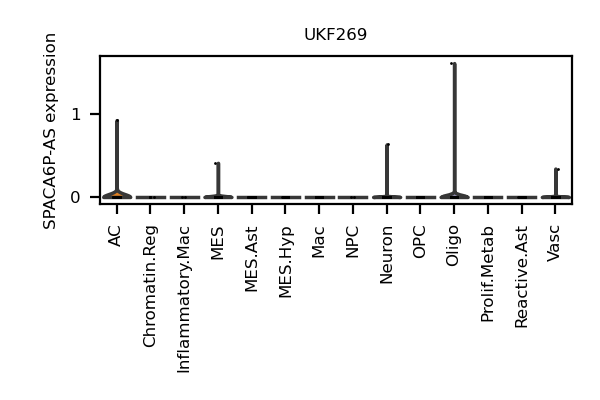 UKF269
SPACA6P-AS expression
1
0
AC
Chromatin.Reg
Inflammatory.Mac
MES
MES.Ast
MES.Hyp
Mac
NPC
Neuron
OPC
Oligo
Prolif.Metab
Reactive.Ast
Vasc